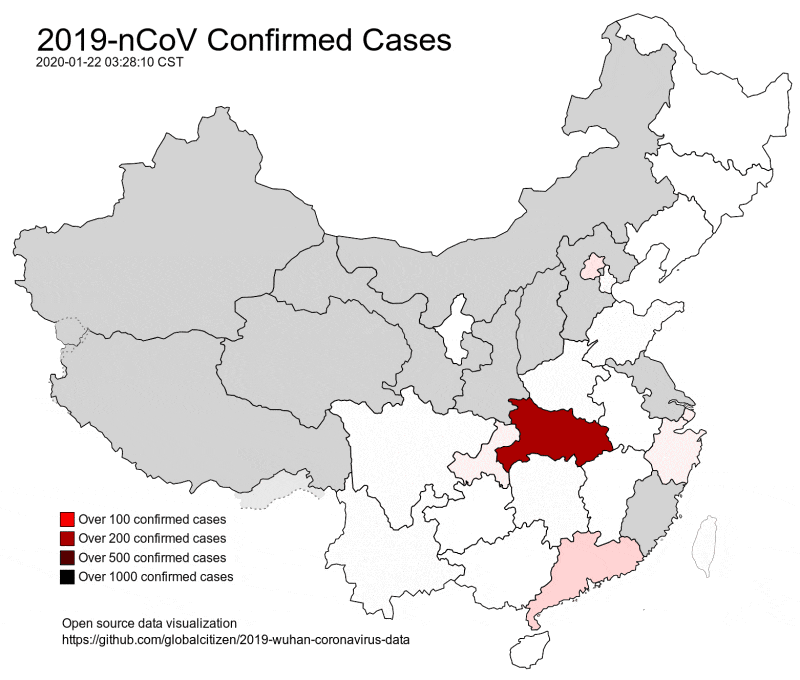 2019-nCoV Confirmed Cases
2020-01-22 03:28:10 CST
Over 100 confirmed cases
Over 200 confirmed cases
Over 500 confirmed cases
Over 1000 confirmed cases
Open source data visualization
https://github.com/globalcitizen/2019-wuhan-coronavirus-data